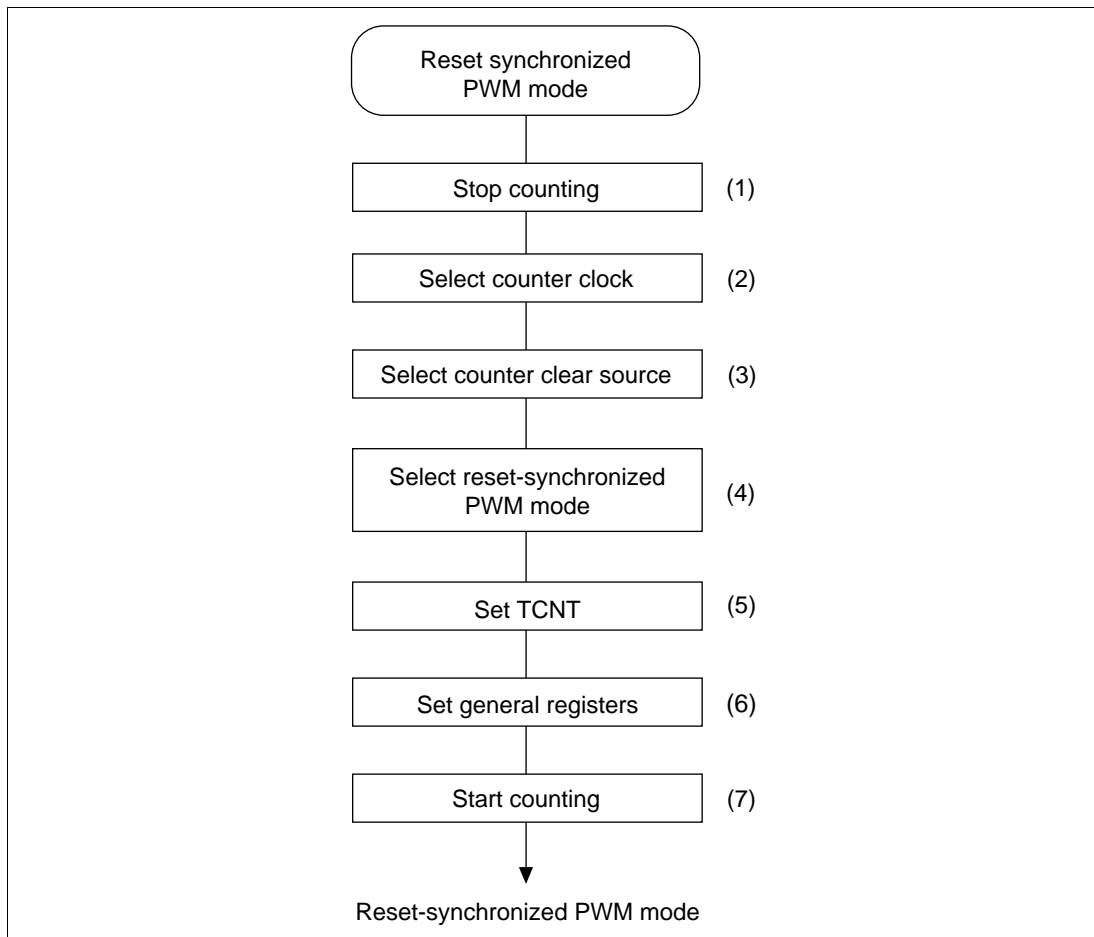 Reset synchronized
PWM mode
Stop counting (1)
Select counter clock (2)
Select counter clear source (3)
Select reset-synchronized
PWM mode
(4)
Set TCNT (5)
Set general registers (6)
Start counting (7)
Reset-synchronized PWM mode